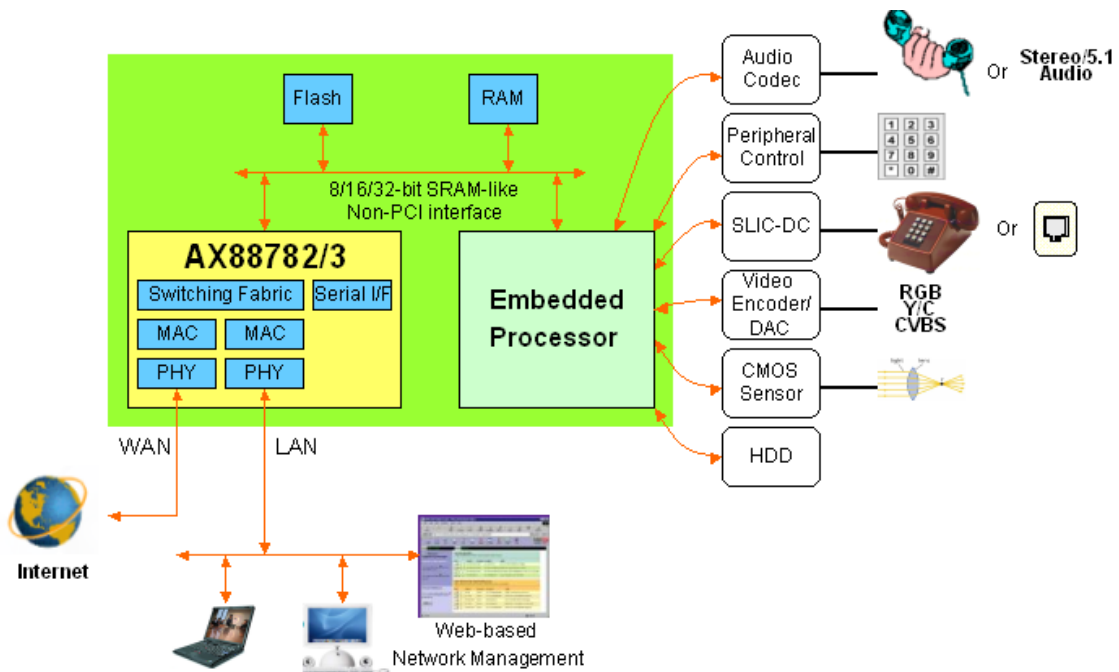 Flash
RAM
8/16/32-bit SRAM-like
Non-PCI interface
AX88782/3
Switching Fabric
Serial I/F
MAC
MAC
PHY
PHY
Embedded
Processor
WAN
LAN
Internet
Web-based
Network Management
Audio
Codec
Or
Stereo/5.1
Audio
Peripheral
Control
1 2 3
4 5 6
7 8 9
* 0 #
SLIC-DC
Or
Video
Encoder/
DAC
RGB
Y/C
CVBS
CMOS
Sensor
HDD